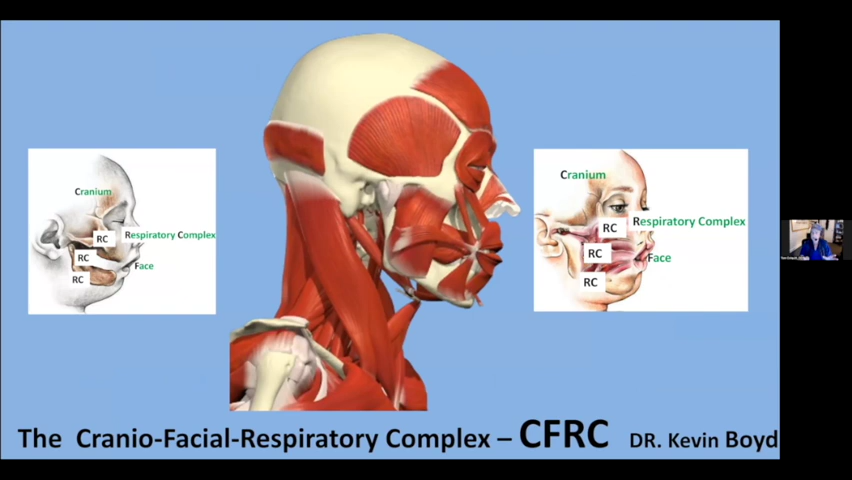 Cranium
Respiratory Complex
RC
RC
Face
RC
Cranium
Respiratory Complex
RC
RC
Face
RC
The Cranio-Facial-Respiratory Complex – CFRC DR. Kevin Boyd